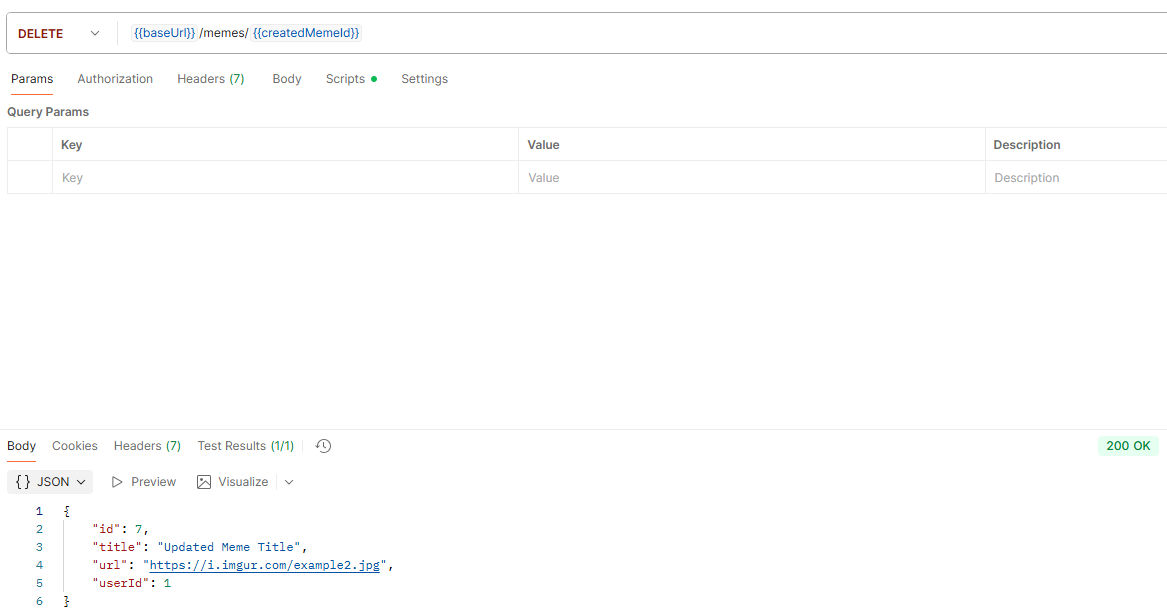 DELETE {{baseUrl}} /memes/ {{createdMemeId}}
Params Authorization Headers (7) Body Scripts Settings
Query Params
Key Value Description
Key Value Description
Body Cookies Headers (7) Test Results (1/1) 200 OK
{} JSON Preview Visualize
1 {
2 "id": 7,
3 "title": "Updated Meme Title",
4 "url": "https://i.imgur.com/example2.jpg",
5 "userId": 1
6 }